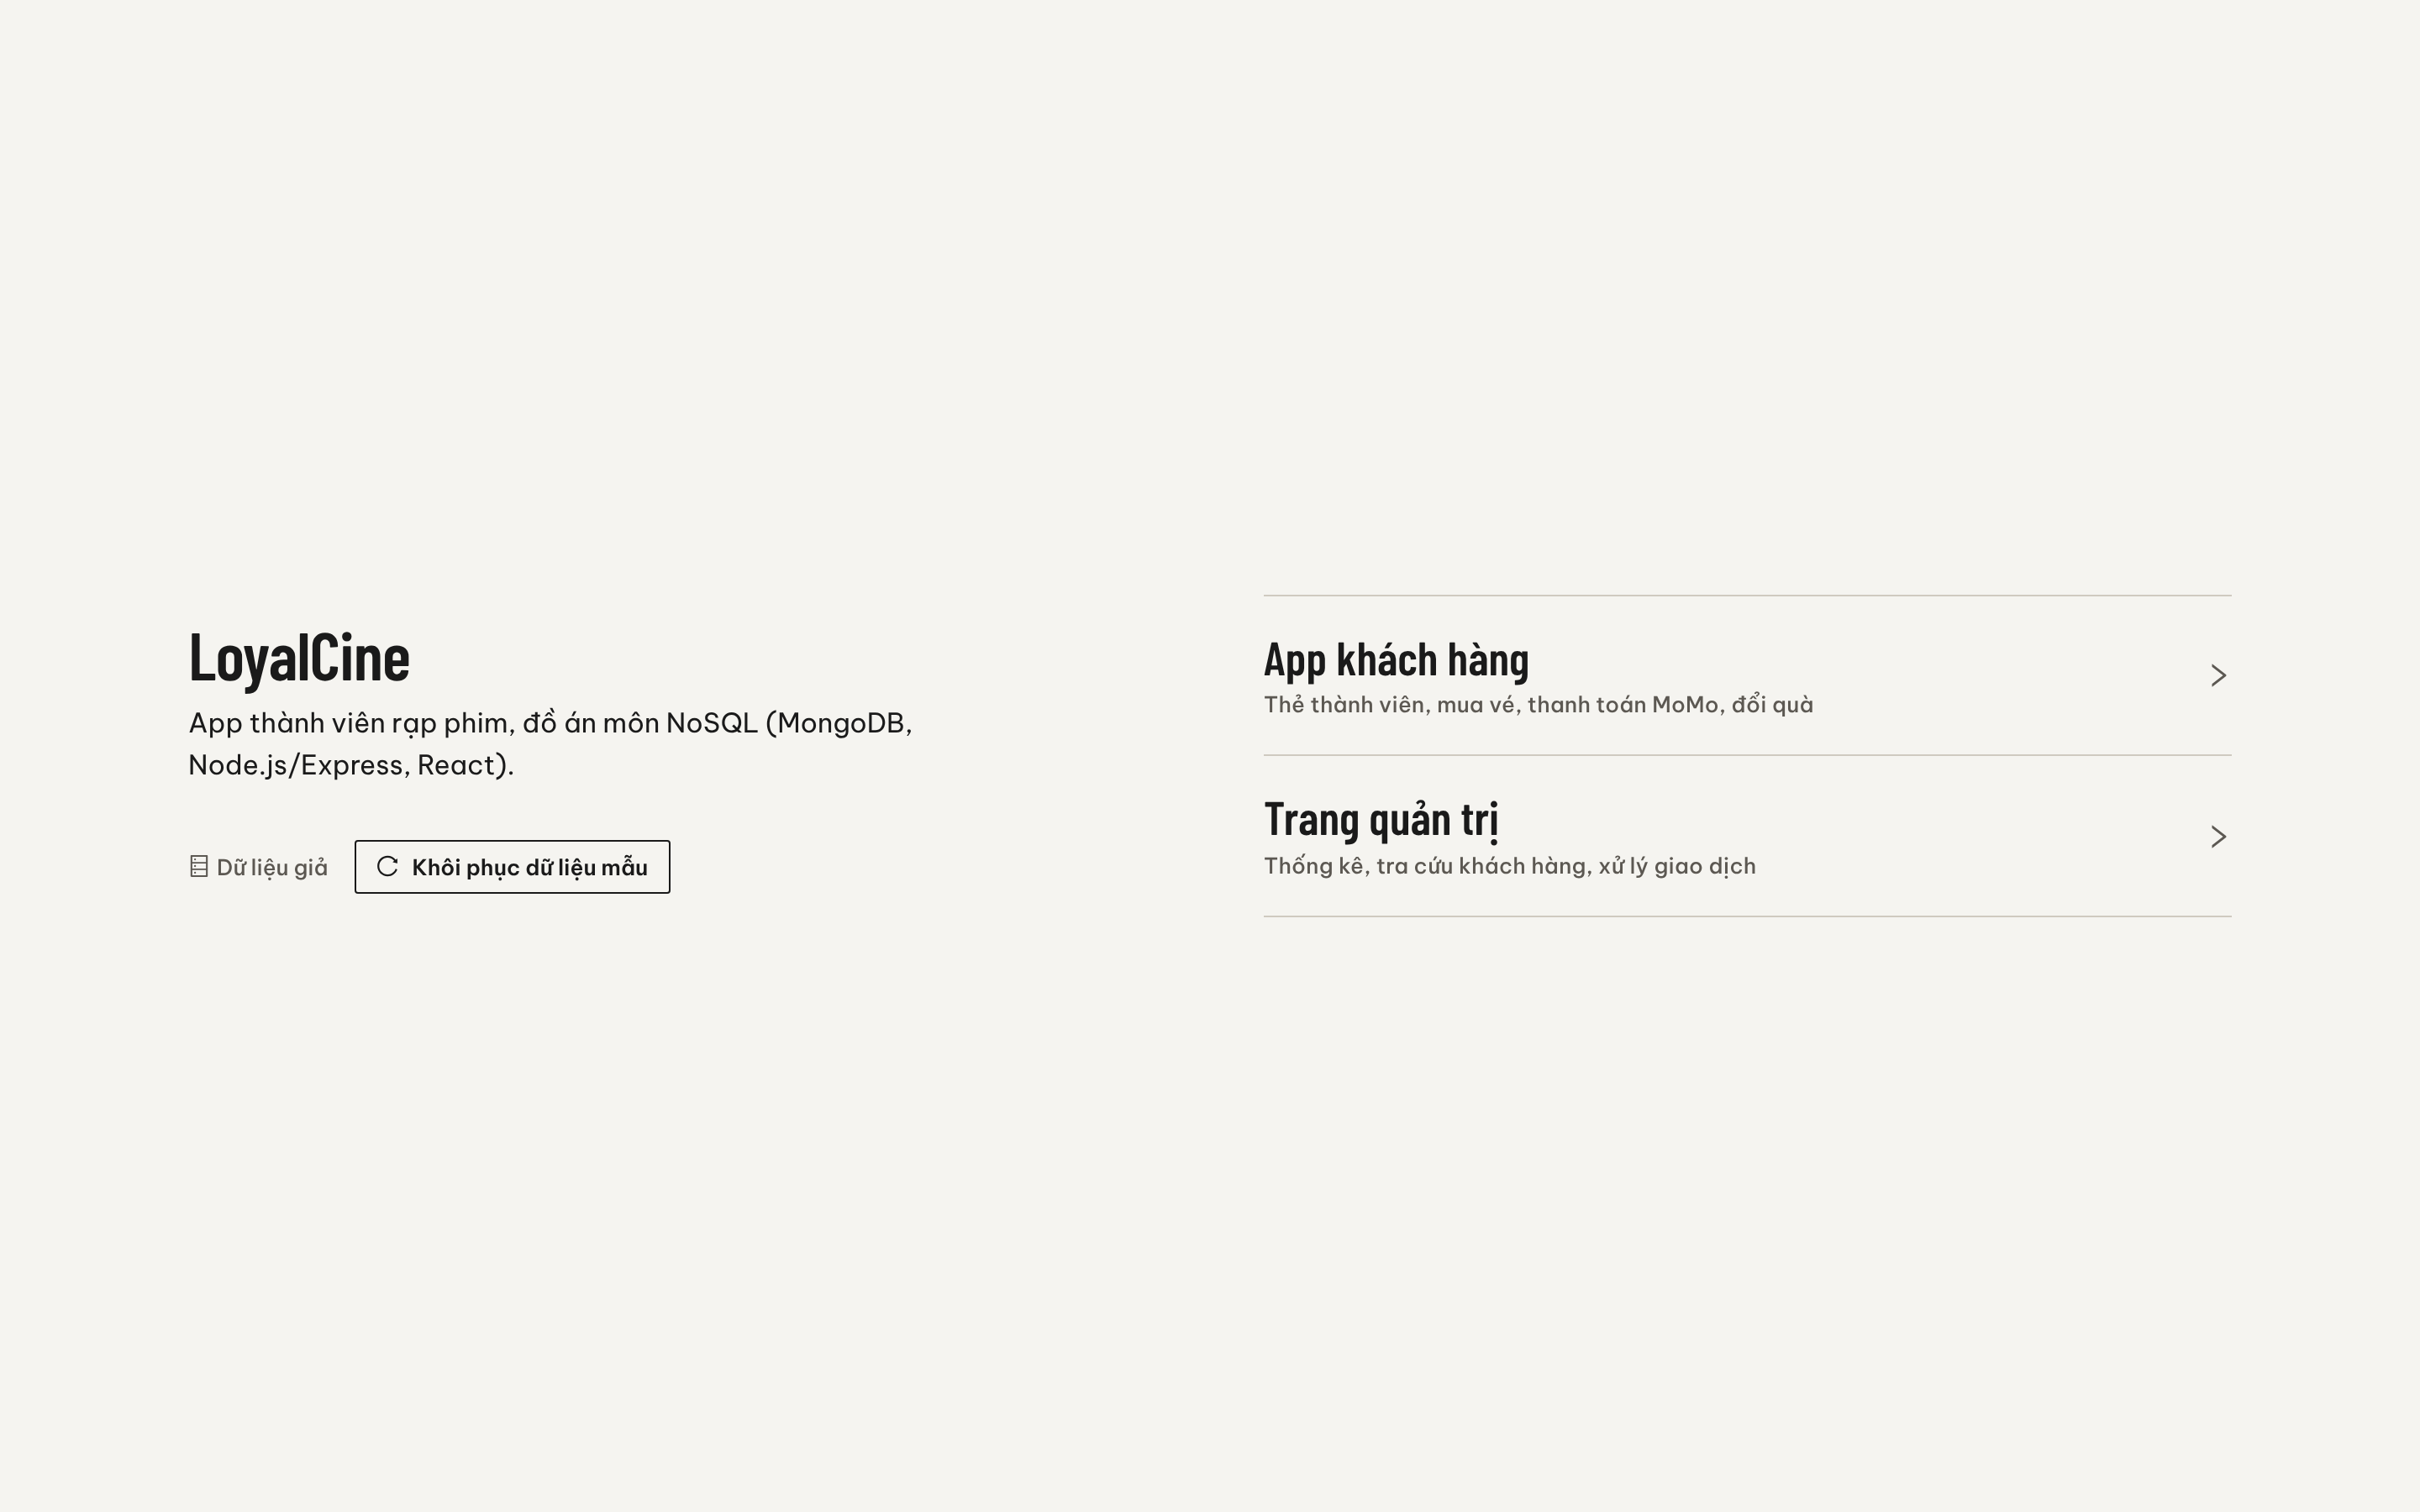 LoyalCine
App thành viên rạp phim, đồ án môn NoSQL (MongoDB,
Node.js/Express, React).
Dữ liệu giả
Khôi phục dữ liệu mẫu
App khách hàng
Thẻ thành viên, mua vé, thanh toán MoMo, đổi quà
Trang quản trị
Thống kê, tra cứu khách hàng, xử lý giao dịch